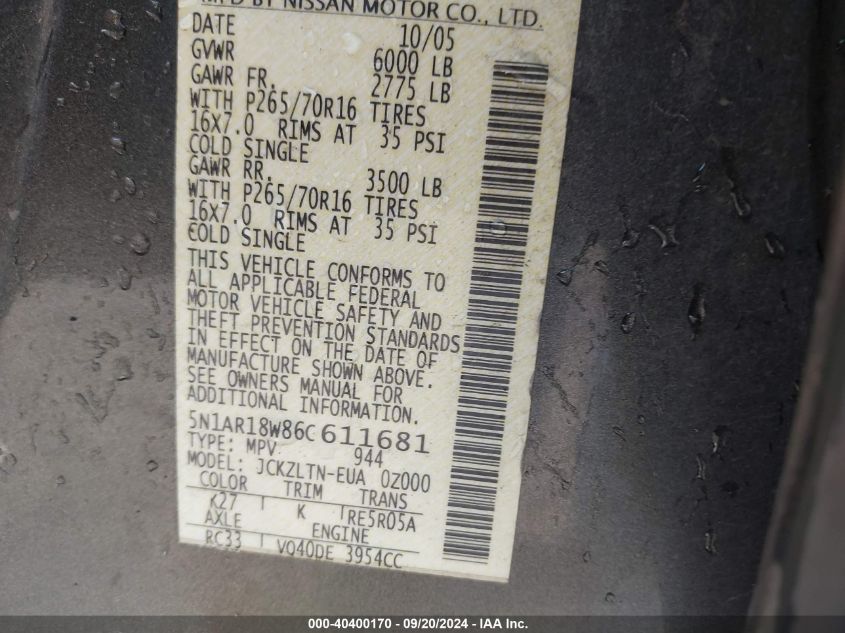 MFD BY NISSAN MOTOR CO., LTD.
DATE 10/05
GVWR 6000 LB
GAWR FR. 2775 LB
WITH P265/70R16 TIRES
16X7.0 RIMS AT 35 PSI
COLD SINGLE
GAWR RR. 3500 LB
WITH P265/70R16 TIRES
16X7.0 RIMS AT 35 PSI
COLD SINGLE
THIS VEHICLE CONFORMS TO
ALL APPLICABLE FEDERAL
MOTOR VEHICLE SAFETY AND
THEFT PREVENTION STANDARDS
IN EFFECT ON THE DATE OF
MANUFACTURE SHOWN ABOVE.
SEE OWNERS MANUAL FOR
ADDITIONAL INFORMATION.
5N1AR18W86C611681
TYPE: MPV 944
MODEL: JCKZLTN-EUA 0Z000
COLOR TRIM TRANS
K27 K RE5R05A
AXLE ENGINE
RC33 VQ40DE 3954CC
000-40400170 - 09/20/2024 - IAA Inc.